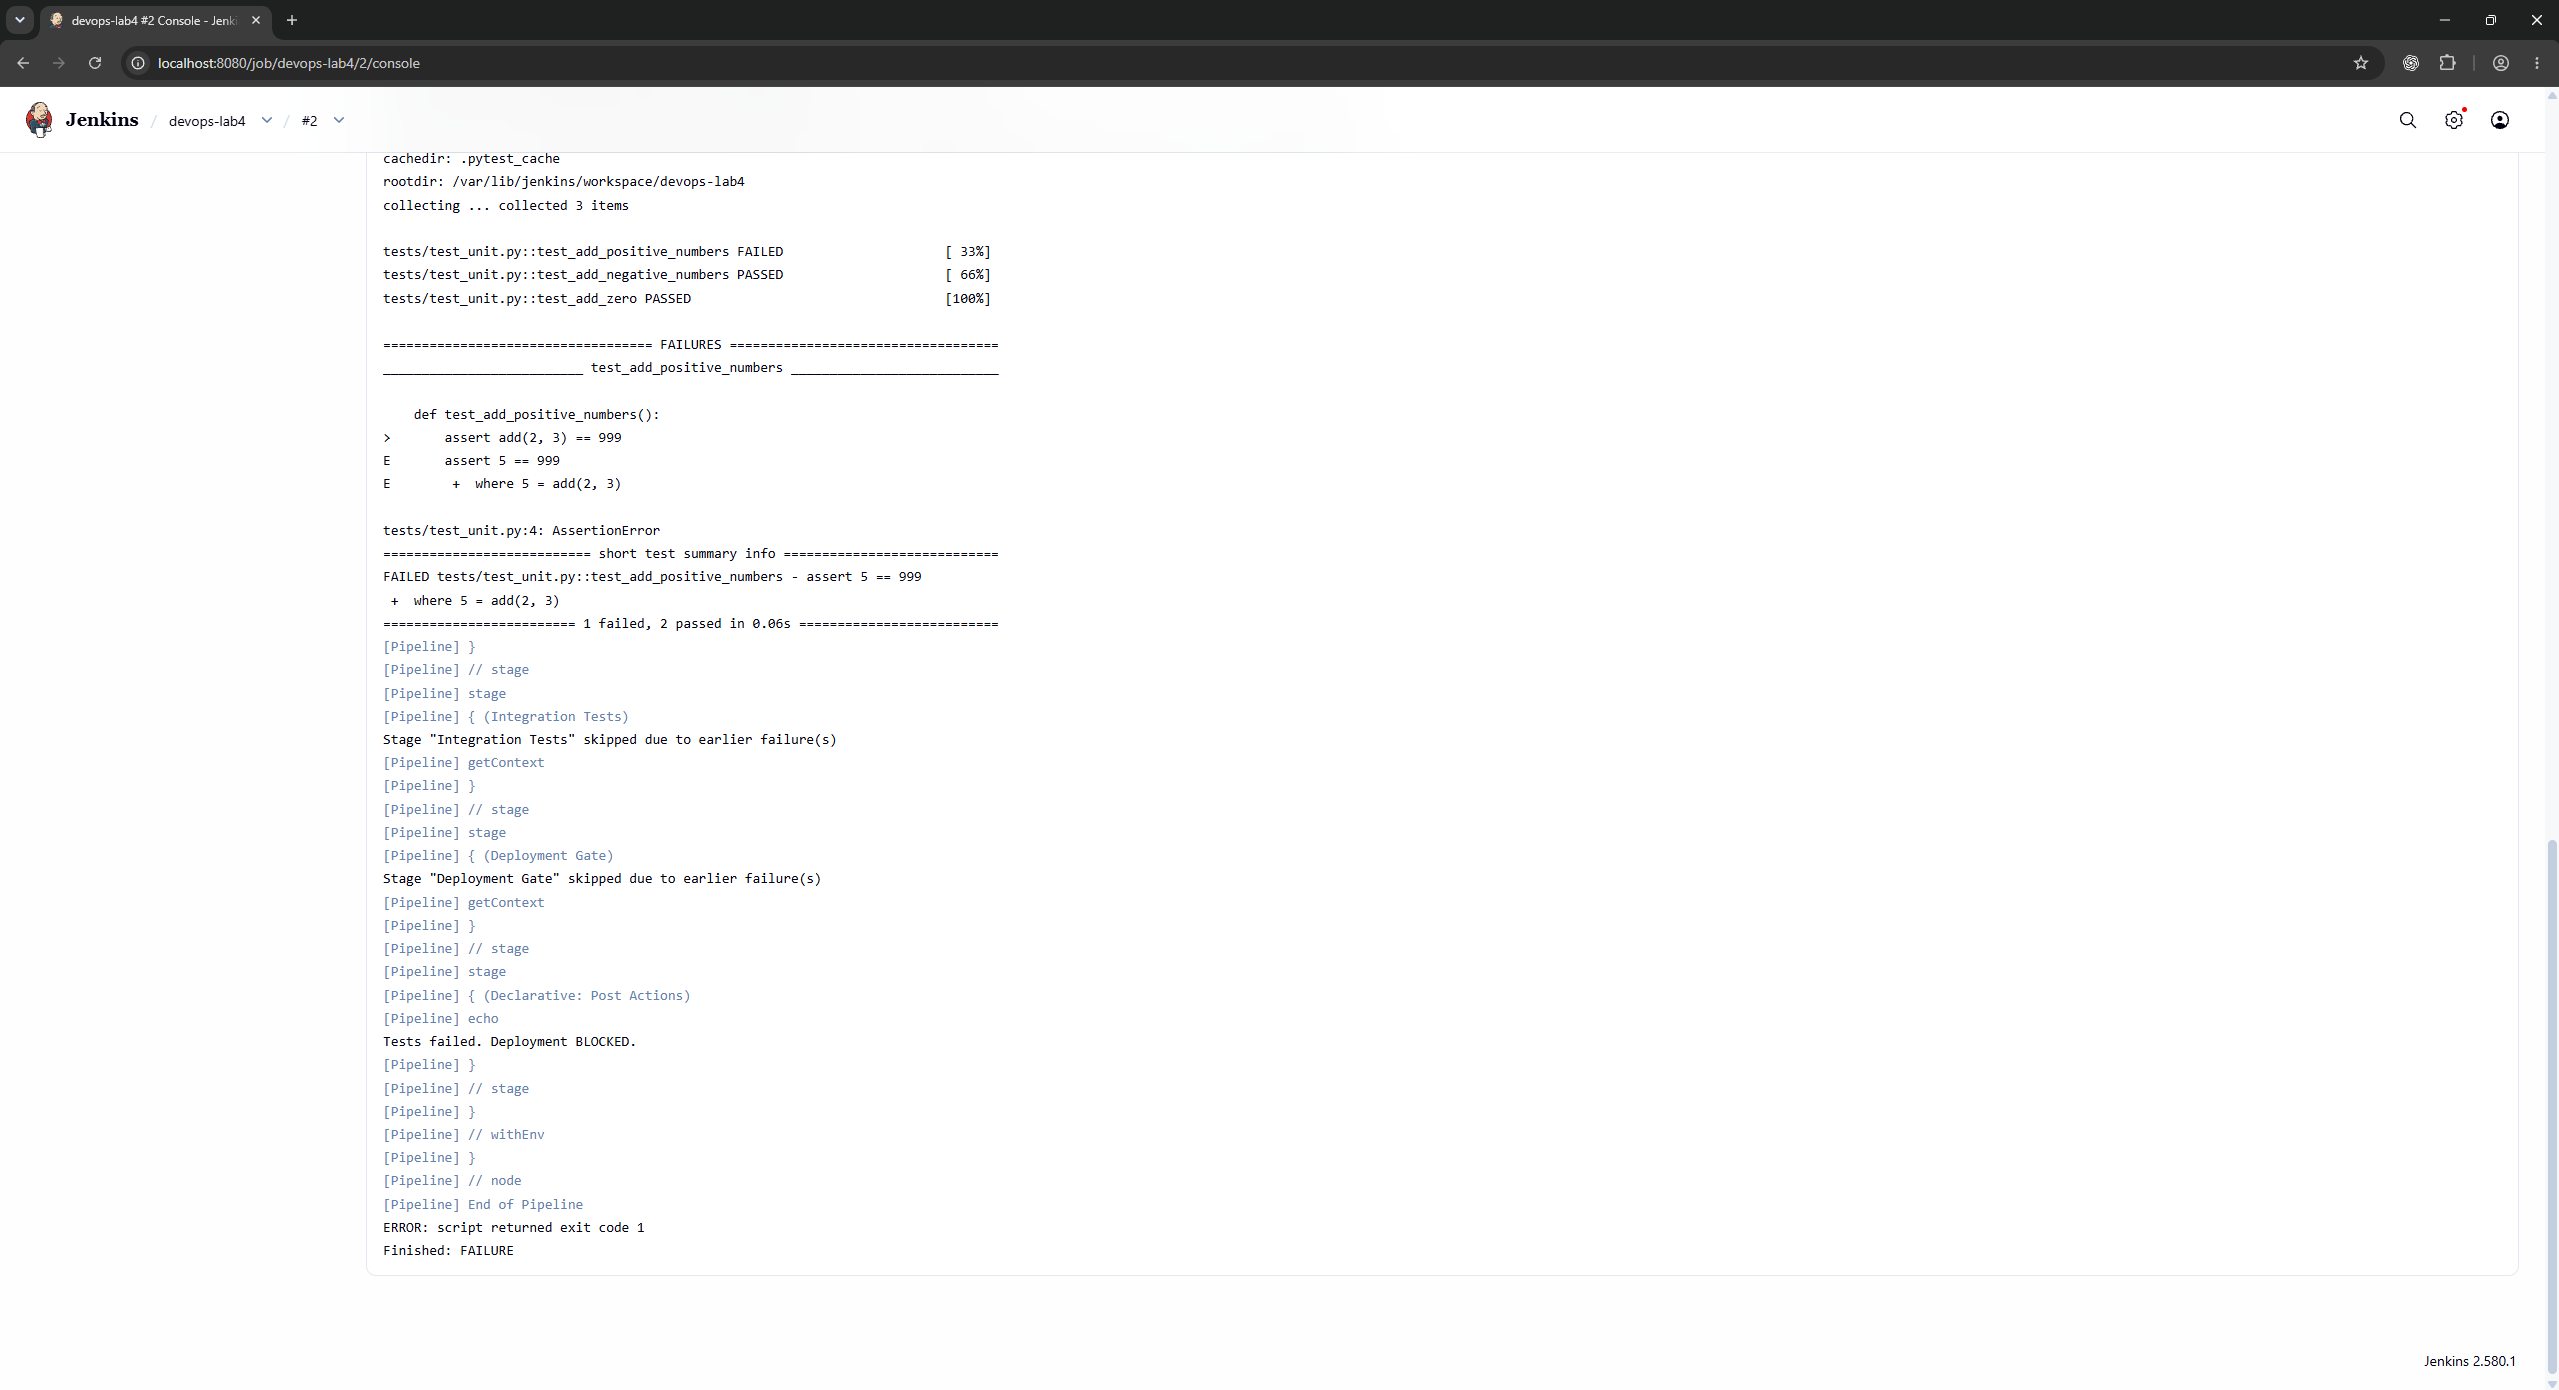 devops-lab4 #2 Console - Jenki
localhost:8080/job/devops-lab4/2/console
Jenkins / devops-lab4 / #2
cachedir: .pytest_cache
rootdir: /var/lib/jenkins/workspace/devops-lab4
collecting ... collected 3 items
tests/test_unit.py::test_add_positive_numbers FAILED                     [ 33%]
tests/test_unit.py::test_add_negative_numbers PASSED                     [ 66%]
tests/test_unit.py::test_add_zero PASSED                                 [100%]
=================================== FAILURES ===================================
__________________________ test_add_positive_numbers ___________________________
    def test_add_positive_numbers():
>       assert add(2, 3) == 999
E       assert 5 == 999
E        +  where 5 = add(2, 3)
tests/test_unit.py:4: AssertionError
=========================== short test summary info ============================
FAILED tests/test_unit.py::test_add_positive_numbers - assert 5 == 999
 +  where 5 = add(2, 3)
========================= 1 failed, 2 passed in 0.06s ==========================
[Pipeline] }
[Pipeline] // stage
[Pipeline] stage
[Pipeline] { (Integration Tests)
Stage "Integration Tests" skipped due to earlier failure(s)
[Pipeline] getContext
[Pipeline] }
[Pipeline] // stage
[Pipeline] stage
[Pipeline] { (Deployment Gate)
Stage "Deployment Gate" skipped due to earlier failure(s)
[Pipeline] getContext
[Pipeline] }
[Pipeline] // stage
[Pipeline] stage
[Pipeline] { (Declarative: Post Actions)
[Pipeline] echo
Tests failed. Deployment BLOCKED.
[Pipeline] }
[Pipeline] // stage
[Pipeline] }
[Pipeline] // withEnv
[Pipeline] }
[Pipeline] // node
[Pipeline] End of Pipeline
ERROR: script returned exit code 1
Finished: FAILURE
Jenkins 2.580.1